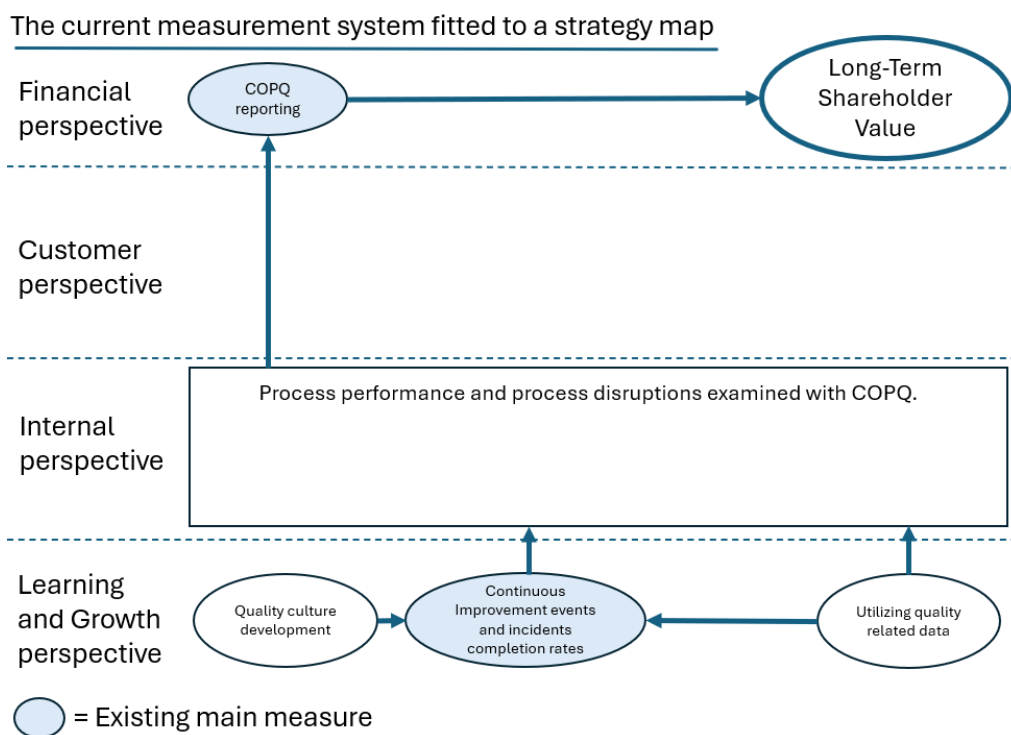 The current measurement system fitted to a strategy map
Financial
perspective
COPQ
reporting
Long-Term
Shareholder
Value
Customer
perspective
Internal
perspective
Process performance and process disruptions examined with COPQ.
Learning
and Growth
perspective
Quality culture
development
Continuous
Improvement events
and incidents
completion rates
Utilizing quality
related data
= Existing main measure